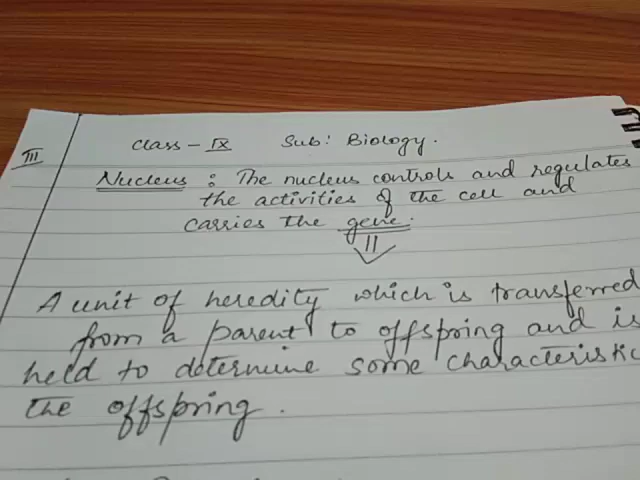 III
Class - IX Sub: Biology.
Nucleus : The nucleus controls and regulates
the activities of the cell and
carries the gene.
A unit of heredity which is transferred
from a parent to offspring and is
held to determine some characteristic
the offspring.